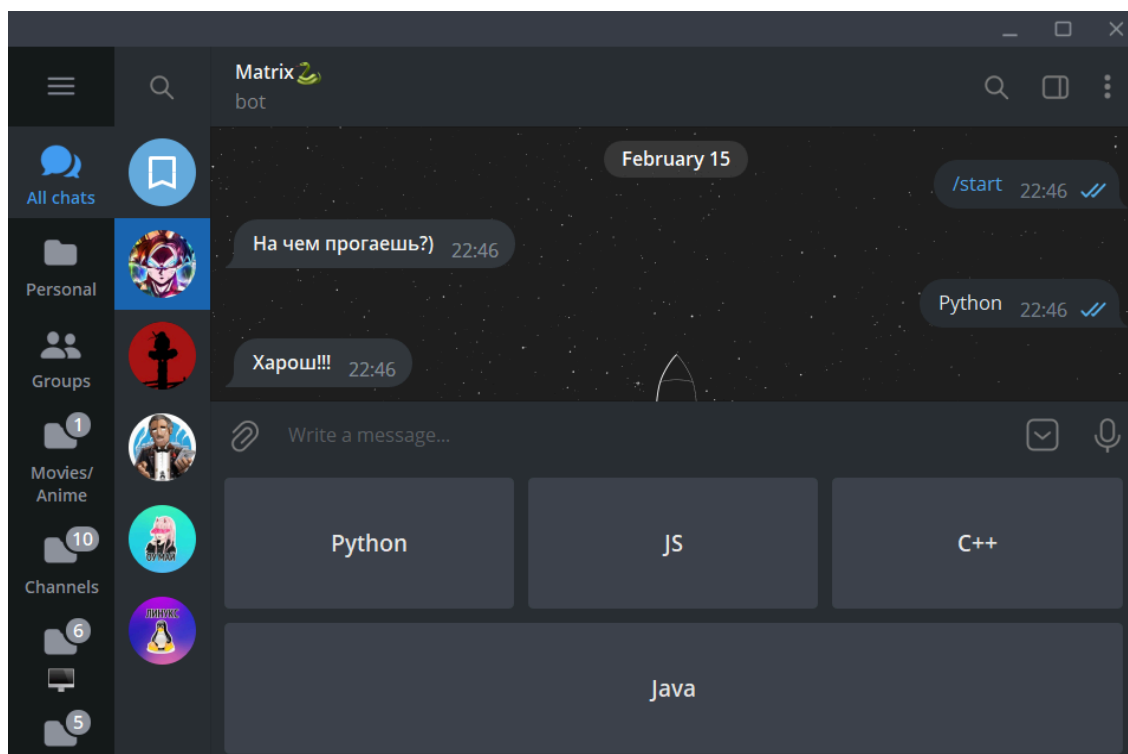 Matrix🐍
bot
February 15
/start 22:46
На чем прогаешь?) 22:46
Python 22:46
Харош!!! 22:46
Write a message...
All chats
Personal
Groups
1
Movies/
Anime
10
Channels
6
5
ЛИНУКС
Python JS C++
Java